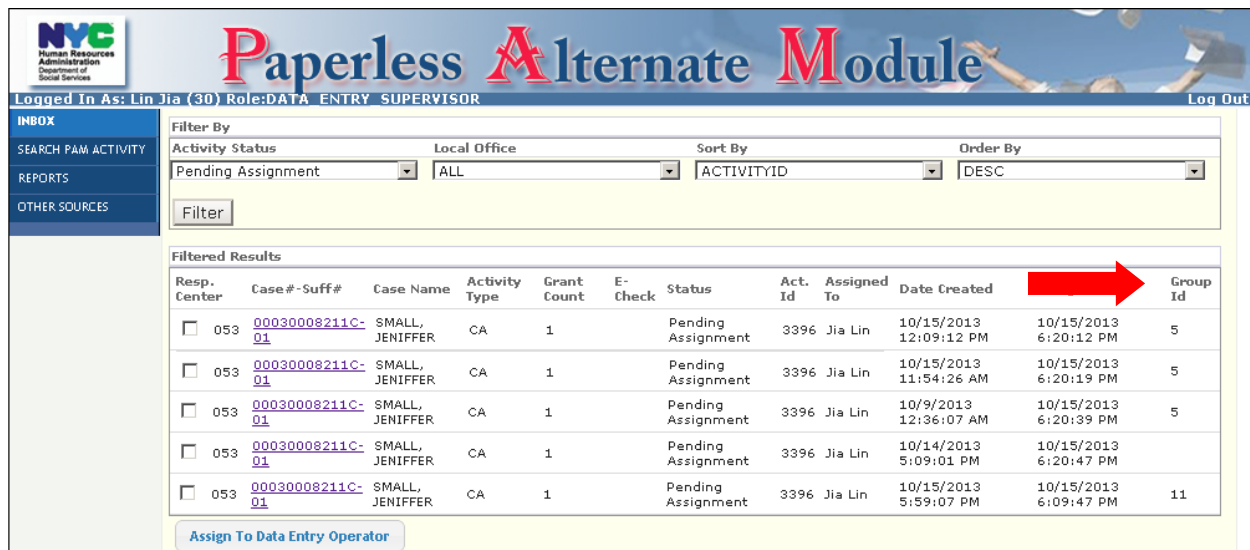 NYC
Human Resources
Administration
Department of
Social Services
Paperless Alternate Module
Logged In As: Lin Jia (30) Role:DATA_ENTRY_SUPERVISOR Log Out
INBOX
SEARCH PAM ACTIVITY
REPORTS
OTHER SOURCES
Filter By
Activity Status Local Office Sort By Order By
Pending Assignment ALL ACTIVITYID DESC
Filter
Filtered Results
Resp. Center Case#-Suff# Case Name Activity Type Grant Count E-Check Status Act. Id Assigned To Date Created Group Id
053 00030008211C-01 SMALL, JENIFFER CA 1 Pending Assignment 3396 Jia Lin 10/15/2013 12:09:12 PM 10/15/2013 6:20:12 PM 5
053 00030008211C-01 SMALL, JENIFFER CA 1 Pending Assignment 3396 Jia Lin 10/15/2013 11:54:26 AM 10/15/2013 6:20:19 PM 5
053 00030008211C-01 SMALL, JENIFFER CA 1 Pending Assignment 3396 Jia Lin 10/9/2013 12:36:07 AM 10/15/2013 6:20:39 PM 5
053 00030008211C-01 SMALL, JENIFFER CA 1 Pending Assignment 3396 Jia Lin 10/14/2013 5:09:01 PM 10/15/2013 6:20:47 PM
053 00030008211C-01 SMALL, JENIFFER CA 1 Pending Assignment 3396 Jia Lin 10/15/2013 5:59:07 PM 10/15/2013 6:09:47 PM 11
Assign To Data Entry Operator